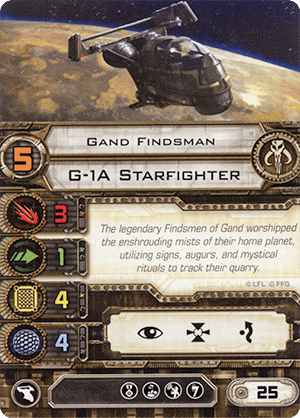 GAND FINDSMAN
5
G-1A STARFIGHTER
3
The legendary Findsmen of Gand worshipped
the enshrouding mists of their home planet,
utilizing signs, augurs, and mystical
rituals to track their quarry.
1
© LFL © FFG
4
4
25